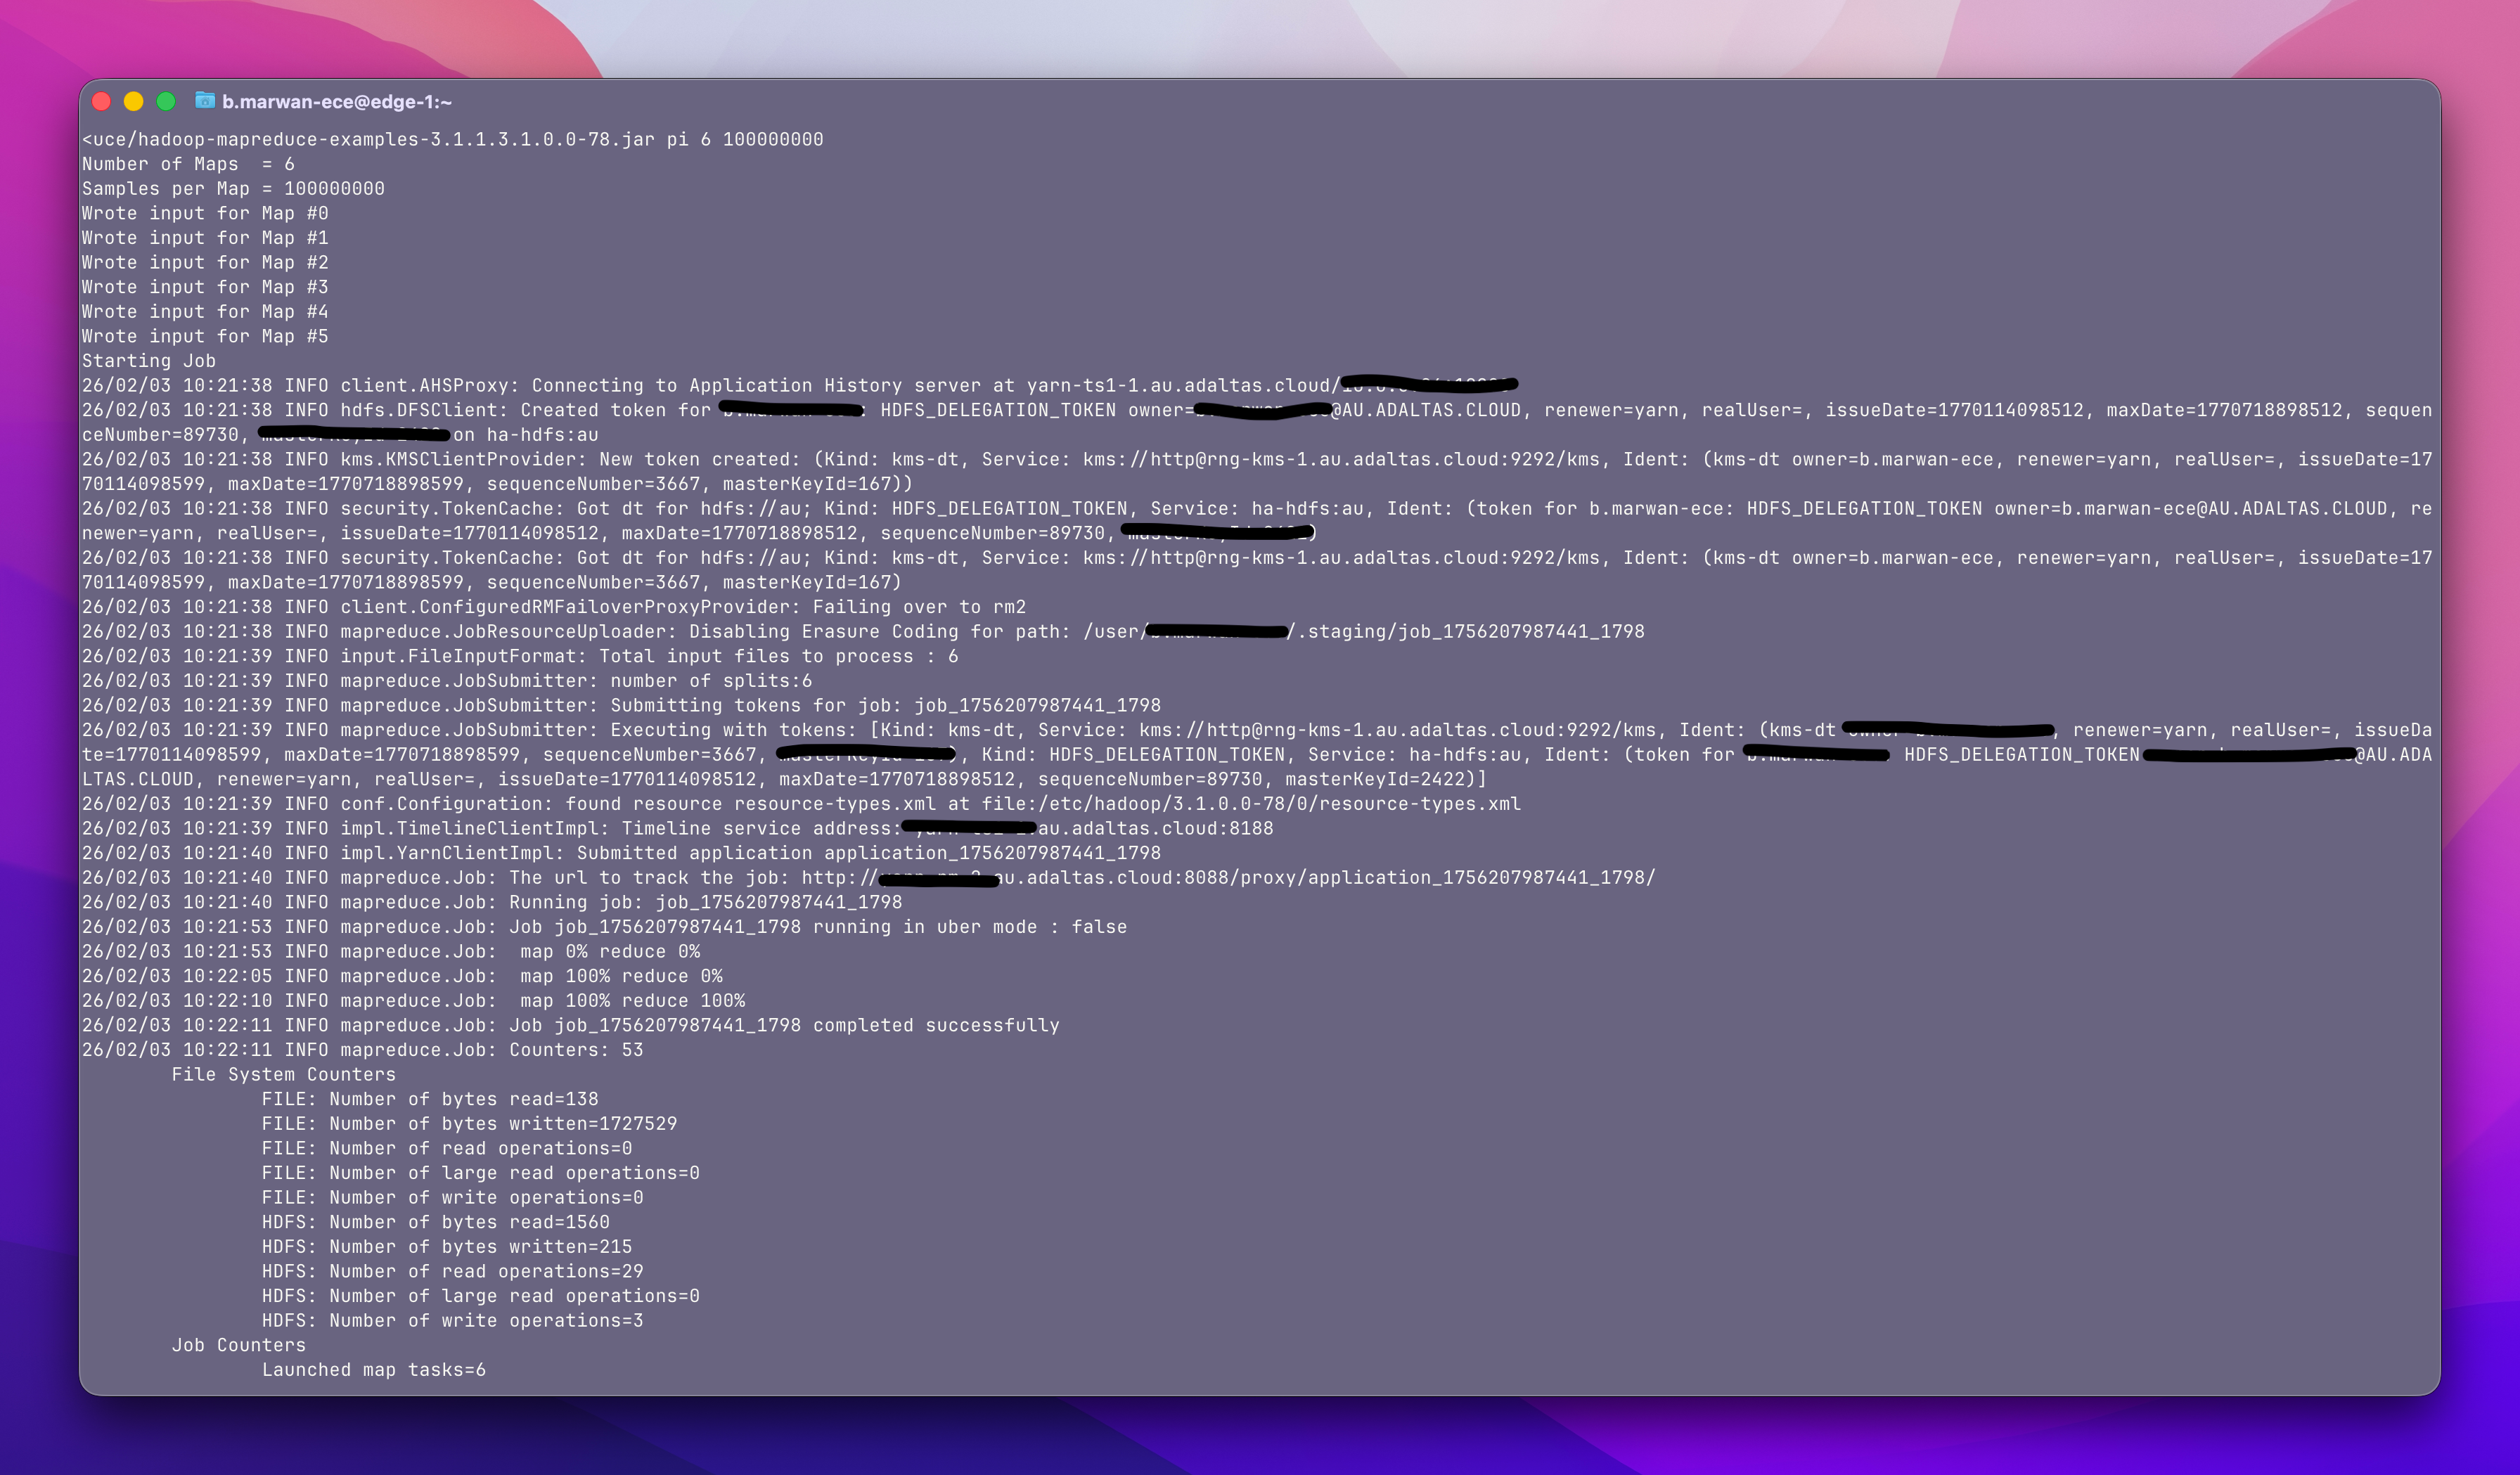 b.marwan-ece@edge-1:~
<uce/hadoop-mapreduce-examples-3.1.1.3.1.0.0-78.jar pi 6 100000000
Number of Maps  = 6
Samples per Map = 100000000
Wrote input for Map #0
Wrote input for Map #1
Wrote input for Map #2
Wrote input for Map #3
Wrote input for Map #4
Wrote input for Map #5
Starting Job
26/02/03 10:21:38 INFO client.AHSProxy: Connecting to Application History server at yarn-ts1-1.au.adaltas.cloud/
26/02/03 10:21:38 INFO hdfs.DFSClient: Created token for : HDFS_DELEGATION_TOKEN owner=@AU.ADALTAS.CLOUD, renewer=yarn, realUser=, issueDate=1770114098512, maxDate=1770718898512, sequen
ceNumber=89730, on ha-hdfs:au
26/02/03 10:21:38 INFO kms.KMSClientProvider: New token created: (Kind: kms-dt, Service: kms://http@rng-kms-1.au.adaltas.cloud:9292/kms, Ident: (kms-dt owner=b.marwan-ece, renewer=yarn, realUser=, issueDate=17
70114098599, maxDate=1770718898599, sequenceNumber=3667, masterKeyId=167))
26/02/03 10:21:38 INFO security.TokenCache: Got dt for hdfs://au; Kind: HDFS_DELEGATION_TOKEN, Service: ha-hdfs:au, Ident: (token for b.marwan-ece: HDFS_DELEGATION_TOKEN owner=b.marwan-ece@AU.ADALTAS.CLOUD, re
newer=yarn, realUser=, issueDate=1770114098512, maxDate=1770718898512, sequenceNumber=89730, )
26/02/03 10:21:38 INFO security.TokenCache: Got dt for hdfs://au; Kind: kms-dt, Service: kms://http@rng-kms-1.au.adaltas.cloud:9292/kms, Ident: (kms-dt owner=b.marwan-ece, renewer=yarn, realUser=, issueDate=17
70114098599, maxDate=1770718898599, sequenceNumber=3667, masterKeyId=167)
26/02/03 10:21:38 INFO client.ConfiguredRMFailoverProxyProvider: Failing over to rm2
26/02/03 10:21:38 INFO mapreduce.JobResourceUploader: Disabling Erasure Coding for path: /user/ /.staging/job_1756207987441_1798
26/02/03 10:21:39 INFO input.FileInputFormat: Total input files to process : 6
26/02/03 10:21:39 INFO mapreduce.JobSubmitter: number of splits:6
26/02/03 10:21:39 INFO mapreduce.JobSubmitter: Submitting tokens for job: job_1756207987441_1798
26/02/03 10:21:39 INFO mapreduce.JobSubmitter: Executing with tokens: [Kind: kms-dt, Service: kms://http@rng-kms-1.au.adaltas.cloud:9292/kms, Ident: (kms-dt , renewer=yarn, realUser=, issueDa
te=1770114098599, maxDate=1770718898599, sequenceNumber=3667, , Kind: HDFS_DELEGATION_TOKEN, Service: ha-hdfs:au, Ident: (token for HDFS_DELEGATION_TOKEN @AU.ADA
LTAS.CLOUD, renewer=yarn, realUser=, issueDate=1770114098512, maxDate=1770718898512, sequenceNumber=89730, masterKeyId=2422)]
26/02/03 10:21:39 INFO conf.Configuration: found resource resource-types.xml at file:/etc/hadoop/3.1.0.0-78/0/resource-types.xml
26/02/03 10:21:39 INFO impl.TimelineClientImpl: Timeline service address: au.adaltas.cloud:8188
26/02/03 10:21:40 INFO impl.YarnClientImpl: Submitted application application_1756207987441_1798
26/02/03 10:21:40 INFO mapreduce.Job: The url to track the job: http:// au.adaltas.cloud:8088/proxy/application_1756207987441_1798/
26/02/03 10:21:40 INFO mapreduce.Job: Running job: job_1756207987441_1798
26/02/03 10:21:53 INFO mapreduce.Job: Job job_1756207987441_1798 running in uber mode : false
26/02/03 10:21:53 INFO mapreduce.Job:  map 0% reduce 0%
26/02/03 10:22:05 INFO mapreduce.Job:  map 100% reduce 0%
26/02/03 10:22:10 INFO mapreduce.Job:  map 100% reduce 100%
26/02/03 10:22:11 INFO mapreduce.Job: Job job_1756207987441_1798 completed successfully
26/02/03 10:22:11 INFO mapreduce.Job: Counters: 53
File System Counters
FILE: Number of bytes read=138
FILE: Number of bytes written=1727529
FILE: Number of read operations=0
FILE: Number of large read operations=0
FILE: Number of write operations=0
HDFS: Number of bytes read=1560
HDFS: Number of bytes written=215
HDFS: Number of read operations=29
HDFS: Number of large read operations=0
HDFS: Number of write operations=3
Job Counters
Launched map tasks=6